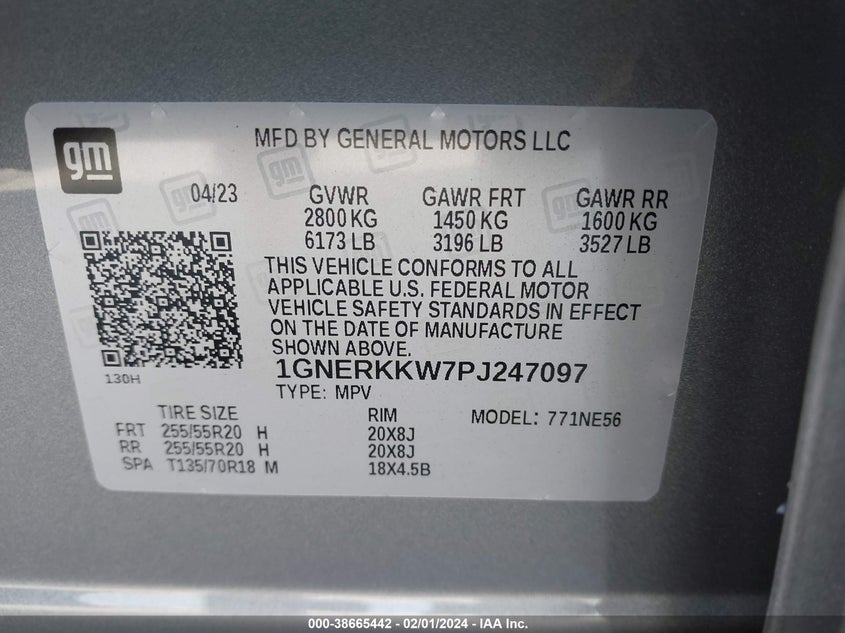 gm
MFD BY GENERAL MOTORS LLC
04/23
GVWR GAWR FRT GAWR RR
2800 KG 1450 KG 1600 KG
6173 LB 3196 LB 3527 LB
THIS VEHICLE CONFORMS TO ALL
APPLICABLE U.S. FEDERAL MOTOR
VEHICLE SAFETY STANDARDS IN EFFECT
ON THE DATE OF MANUFACTURE
SHOWN ABOVE.
130H
1GNERKKW7PJ247097
TYPE: MPV
TIRE SIZE RIM MODEL: 771NE56
FRT 255/55R20 H 20X8J
RR 255/55R20 H 20X8J
SPA T135/70R18 M 18X4.5B
000-38665442 - 02/01/2024 - IAA Inc.